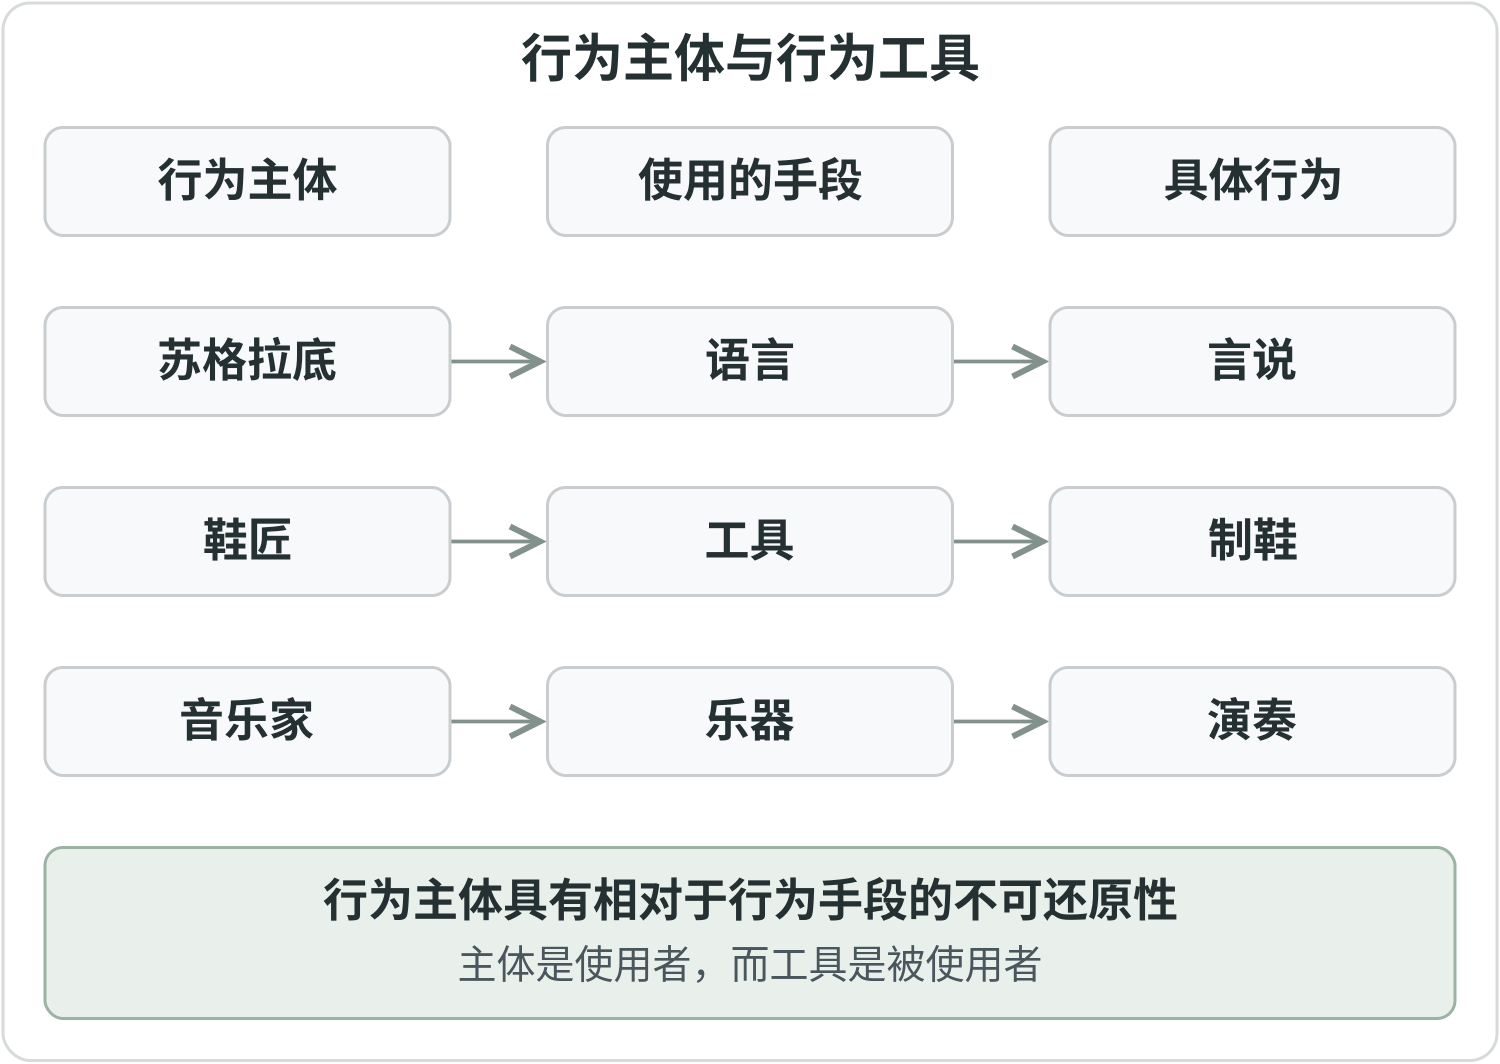 行为主体与行为工具
行为主体
使用的手段
具体行为
苏格拉底
语言
言说
鞋匠
工具
制鞋
音乐家
乐器
演奏
行为主体具有相对于行为手段的不可还原性
主体是使用者，而工具是被使用者